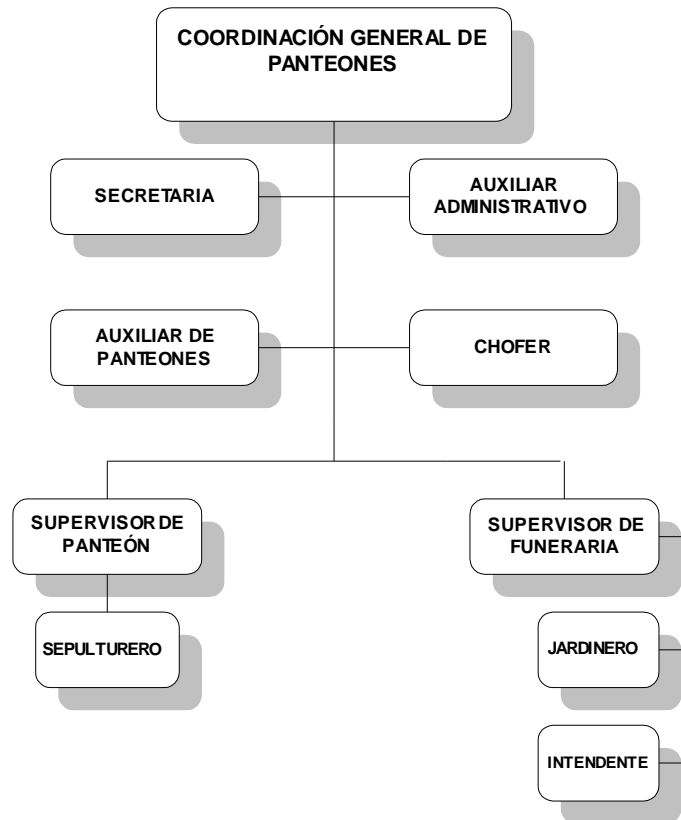 COORDINACIÓN GENERAL DE
PANTEONES
SECRETARIA
AUXILIAR
ADMINISTRATIVO
AUXILIAR DE
PANTEONES
CHOFER
SUPERVISOR DE
PANTEÓN
SUPERVISOR DE
FUNERARIA
SEPULTURERO
JARDINERO
INTENDENTE